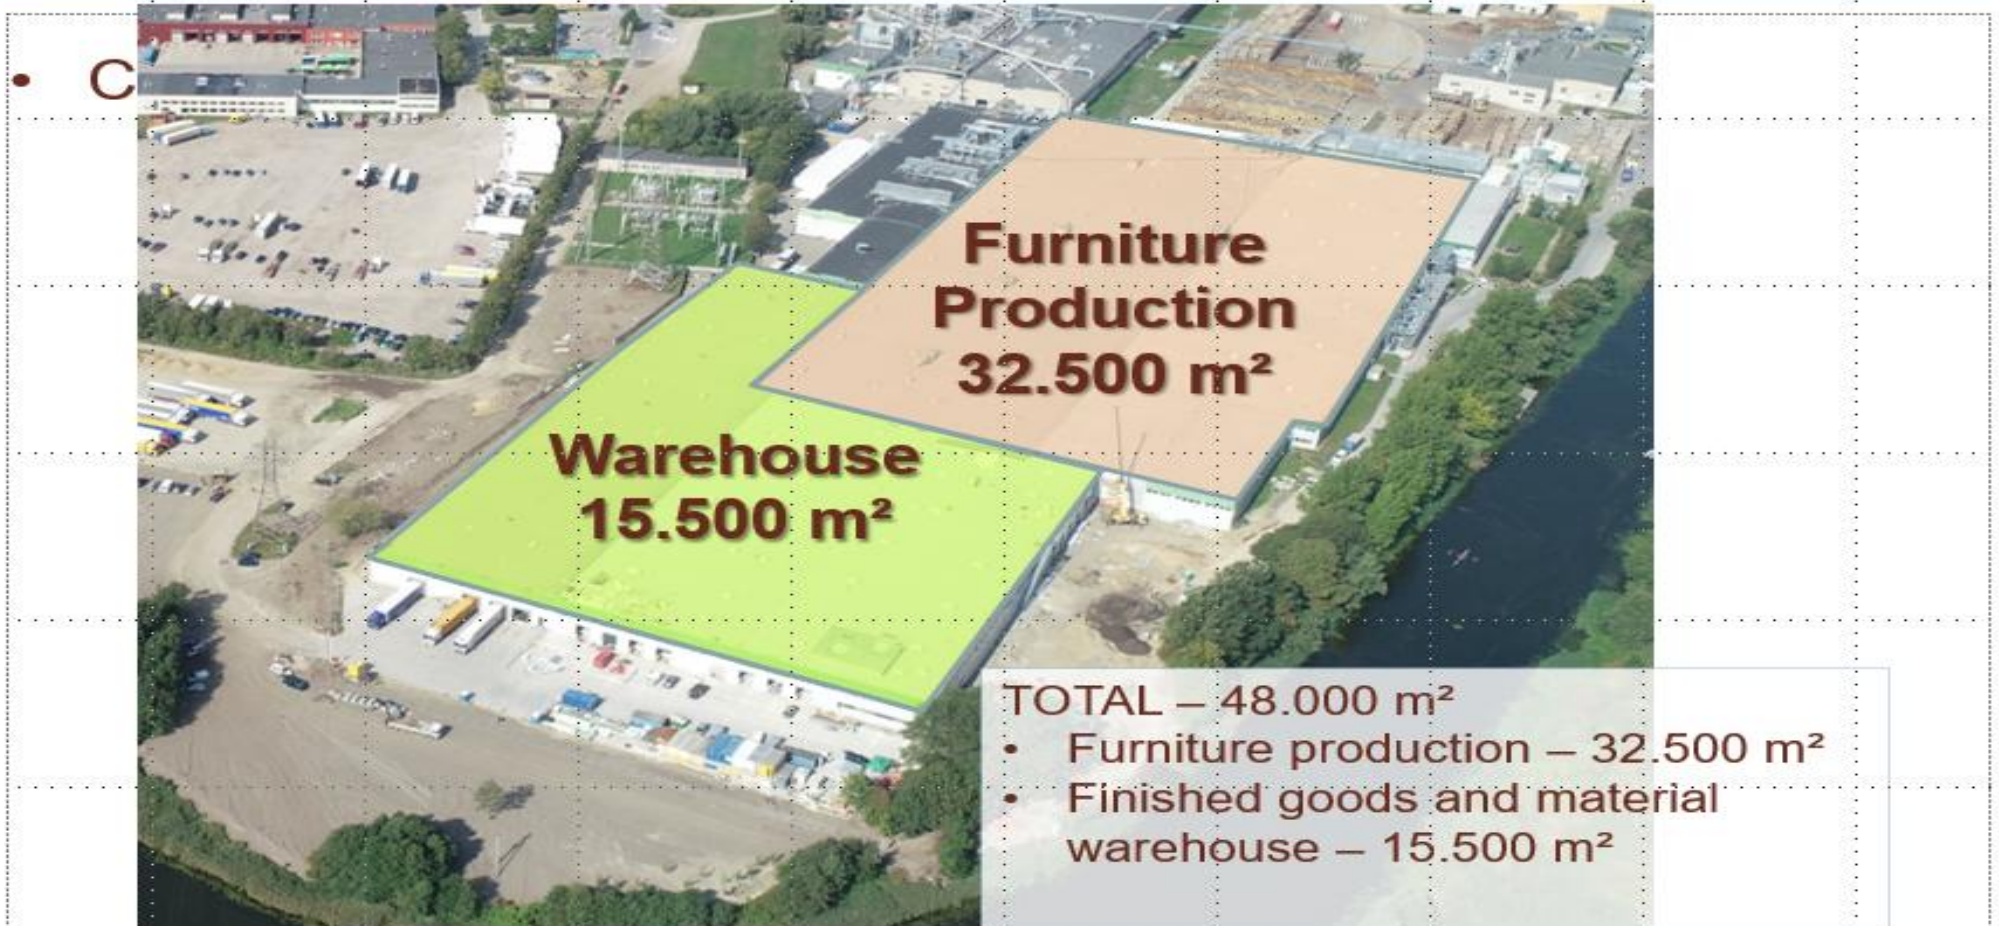 • C
Furniture
Production
32.500 m²
Warehouse
15.500 m²
TOTAL – 48.000 m²
• Furniture production – 32.500 m²
• Finished goods and material
warehouse – 15.500 m²